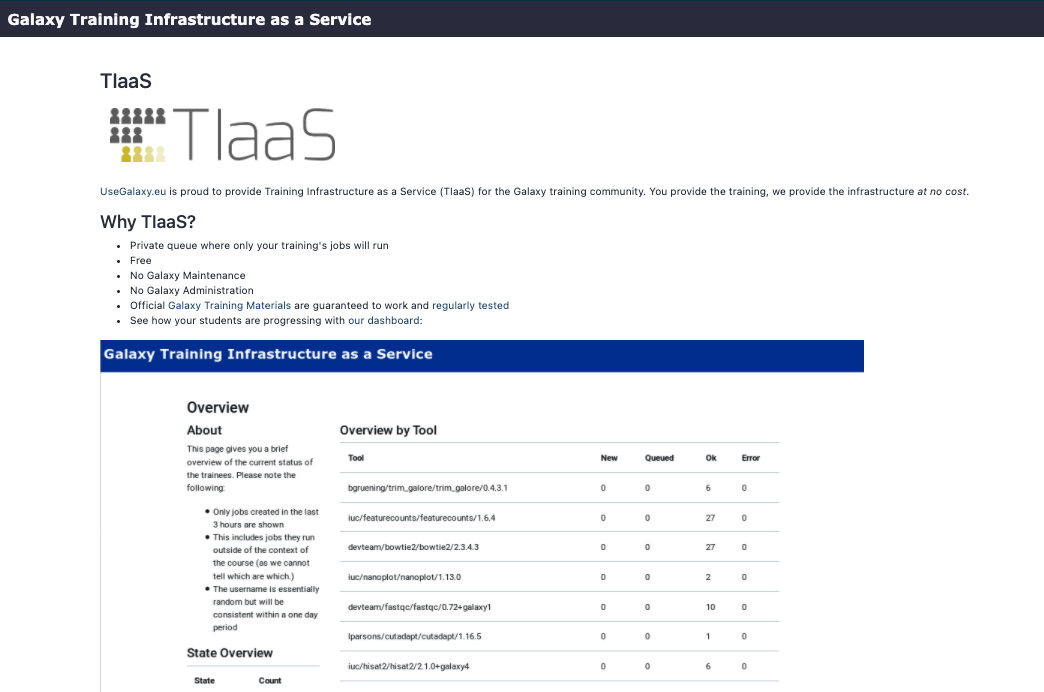 Galaxy Training Infrastructure as a Service
TIaaS
TIaaS
UseGalaxy.eu is proud to provide Training Infrastructure as a Service (TIaaS) for the Galaxy training community. You provide the training, we provide the infrastructure at no cost.
Why TIaaS?
• Private queue where only your training's jobs will run
• Free
• No Galaxy Maintenance
• No Galaxy Administration
• Official Galaxy Training Materials are guaranteed to work and regularly tested
• See how your students are progressing with our dashboard:
Galaxy Training Infrastructure as a Service
Overview
About
This page gives you a brief
overview of the current status of
the trainees. Please note the
following:
• Only jobs created in the last
3 hours are shown
• This includes jobs they run
outside of the context of
the course (as we cannot
tell which are which.)
• The username is essentially
random but will be
consistent within a one day
period
State Overview
State Count
Overview by Tool
Tool New Queued Ok Error
bgruening/trim_galore/trim_galore/0.4.3.1 0 0 6 0
iuc/featurecounts/featurecounts/1.6.4 0 0 27 0
devteam/bowtie2/bowtie2/2.3.4.3 0 0 27 0
iuc/nanoplot/nanoplot/1.13.0 0 0 2 0
devteam/fastqc/fastqc/0.72+galaxy1 0 0 10 0
lparsons/cutadapt/cutadapt/1.16.5 0 0 1 0
iuc/hisat2/hisat2/2.1.0+galaxy4 0 0 6 0